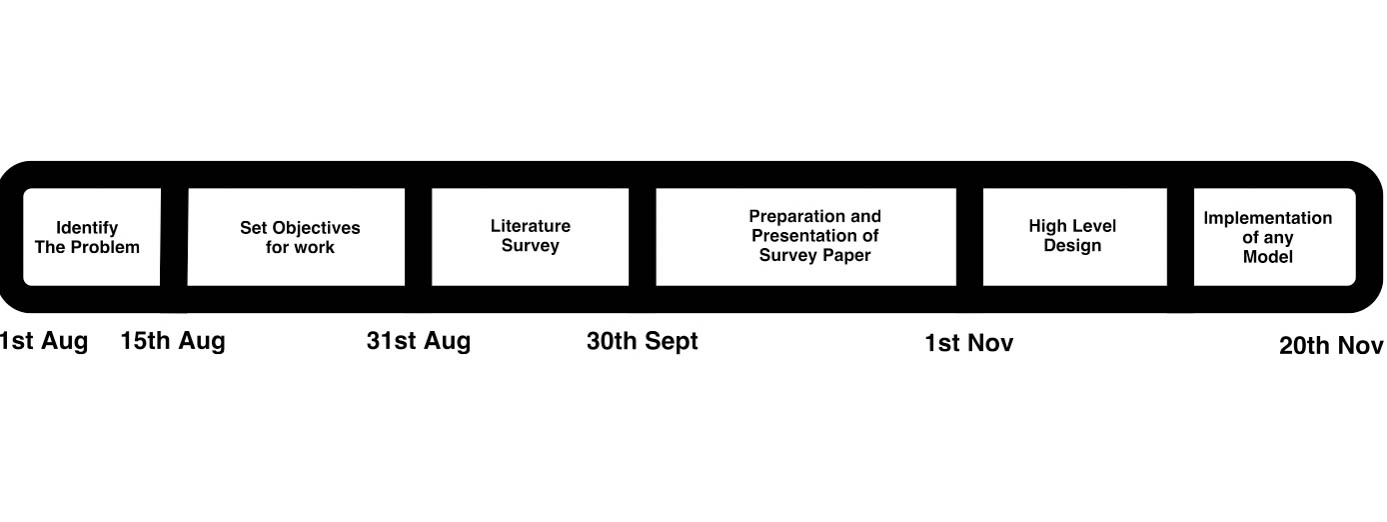 Identify
The Problem
Set Objectives
for work
Literature
Survey
Preparation and
Presentation of
Survey Paper
High Level
Design
Implementation
of any
Model
1st Aug
15th Aug
31st Aug
30th Sept
1st Nov
20th Nov